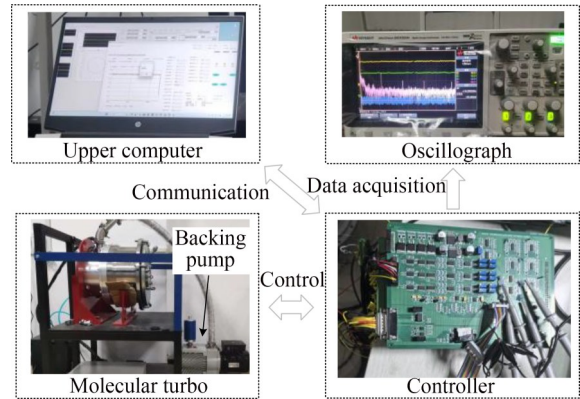 Upper computer
Oscillograph
Communication
Data acquisition
Backing
pump
Control
Molecular turbo
Controller